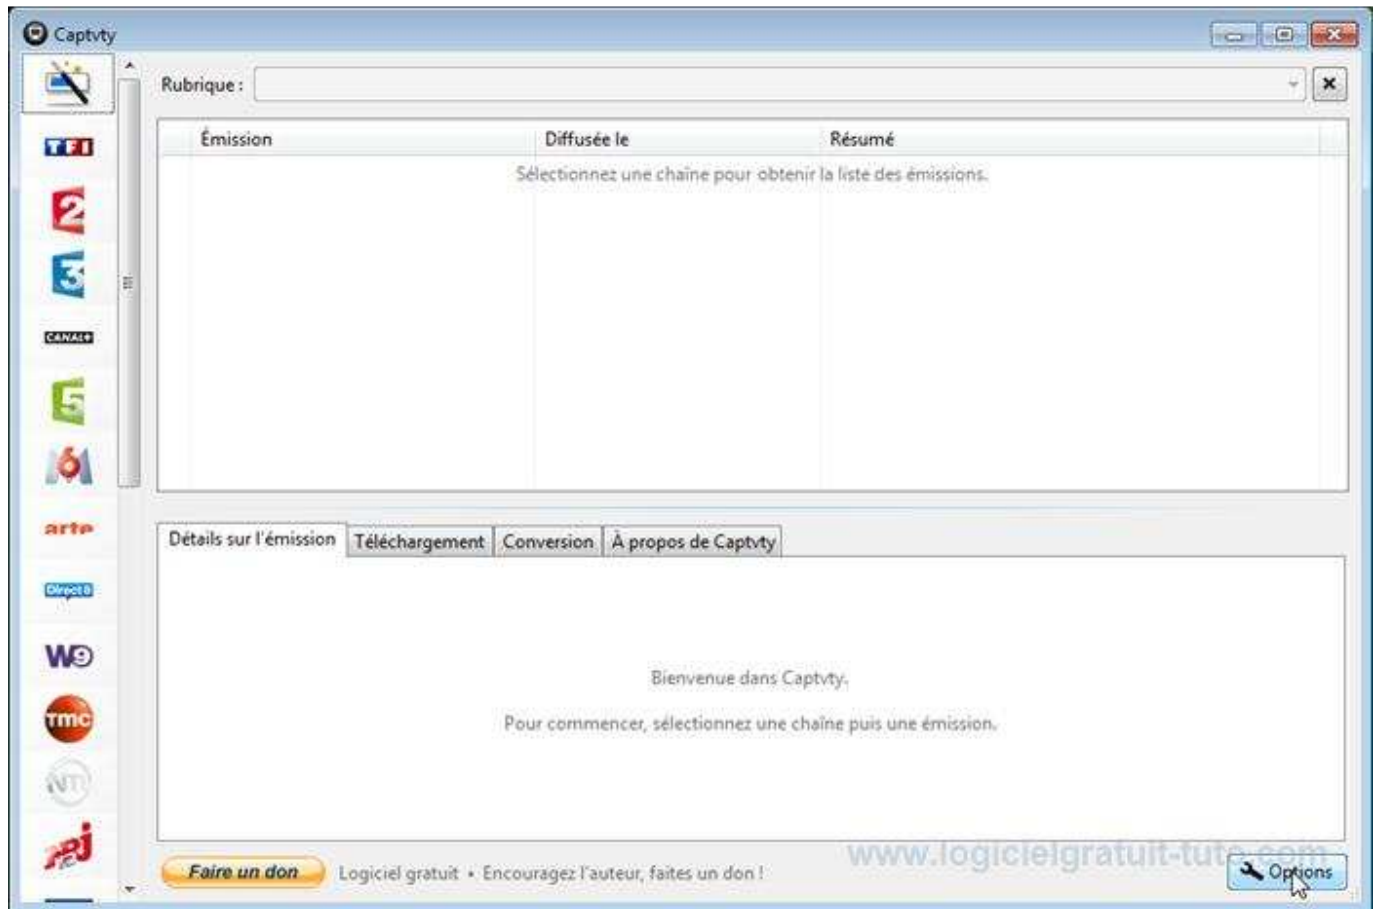 Captvty
Rubrique :
TF1
Émission
Diffusée le
Résumé
Sélectionnez une chaîne pour obtenir la liste des émissions.
2
3
CANAL+
5
M6
arte
Détails sur l'émission
Téléchargement
Conversion
À propos de Captvty
Direct 8
W9
Bienvenue dans Captvty.
TMC
Pour commencer, sélectionnez une chaîne puis une émission.
NT1
NRJ
www.logicielgratuit-tuto.com
Faire un don
Logiciel gratuit • Encouragez l'auteur, faites un don !
Options